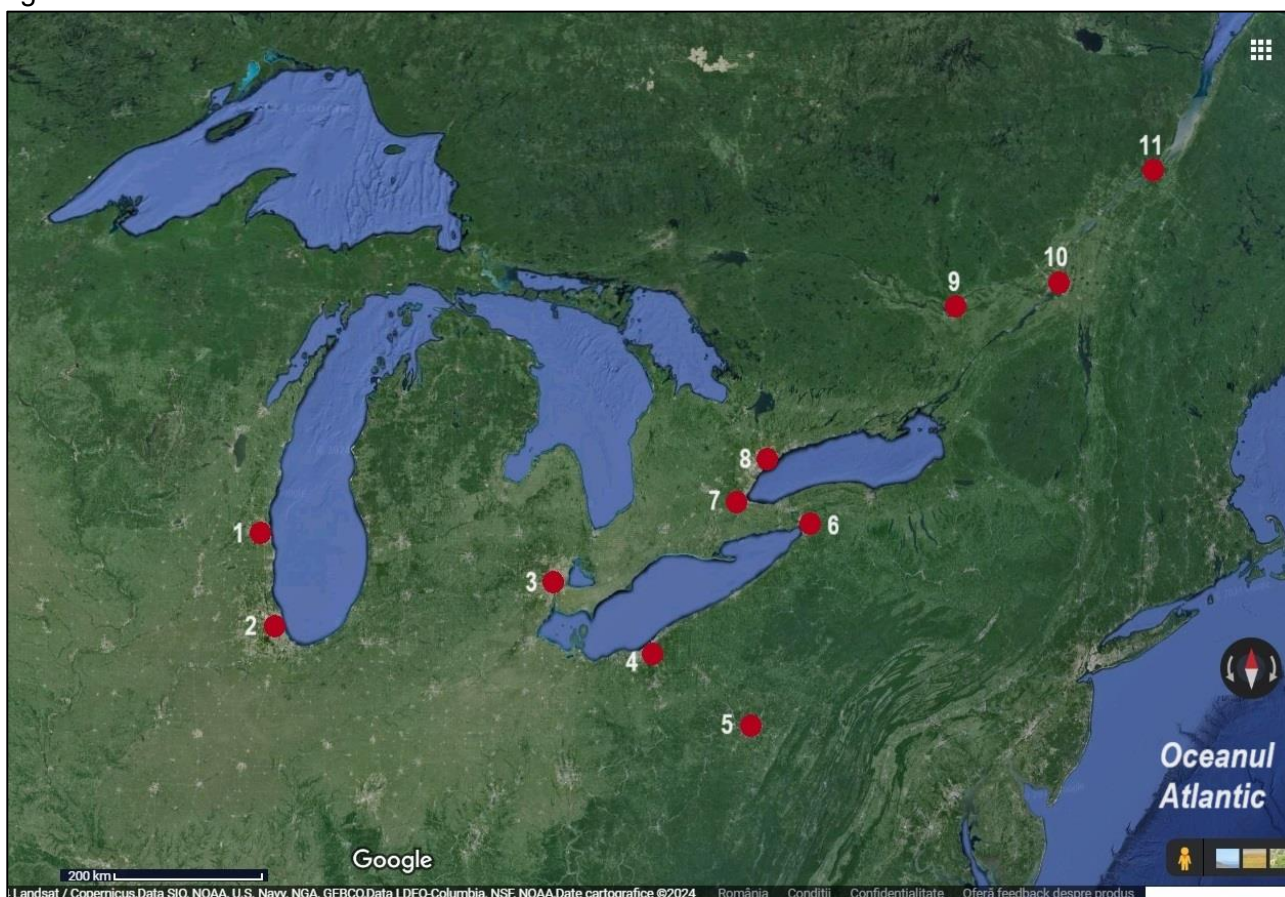 11
10
9
8
7
6
1
3
2
4
5
Oceanul
Atlantic
Google
200 km
Landsat / Copernicus,Data SIO, NOAA, U.S. Navy, NGA, GEBCO,Data LDEO-Columbia, NSF, NOAA,Date cartografice ©2024 România Condiții Confidențialitate Oferă feedback despre produs